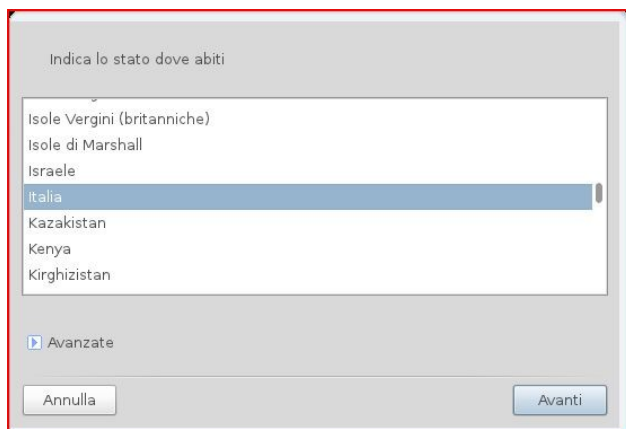 Indica lo stato dove abiti
Isole Vergini (britanniche)
Isole di Marshall
Israele
Italia
Kazakistan
Kenya
Kirghizistan
Avanzate
Annulla
Avanti